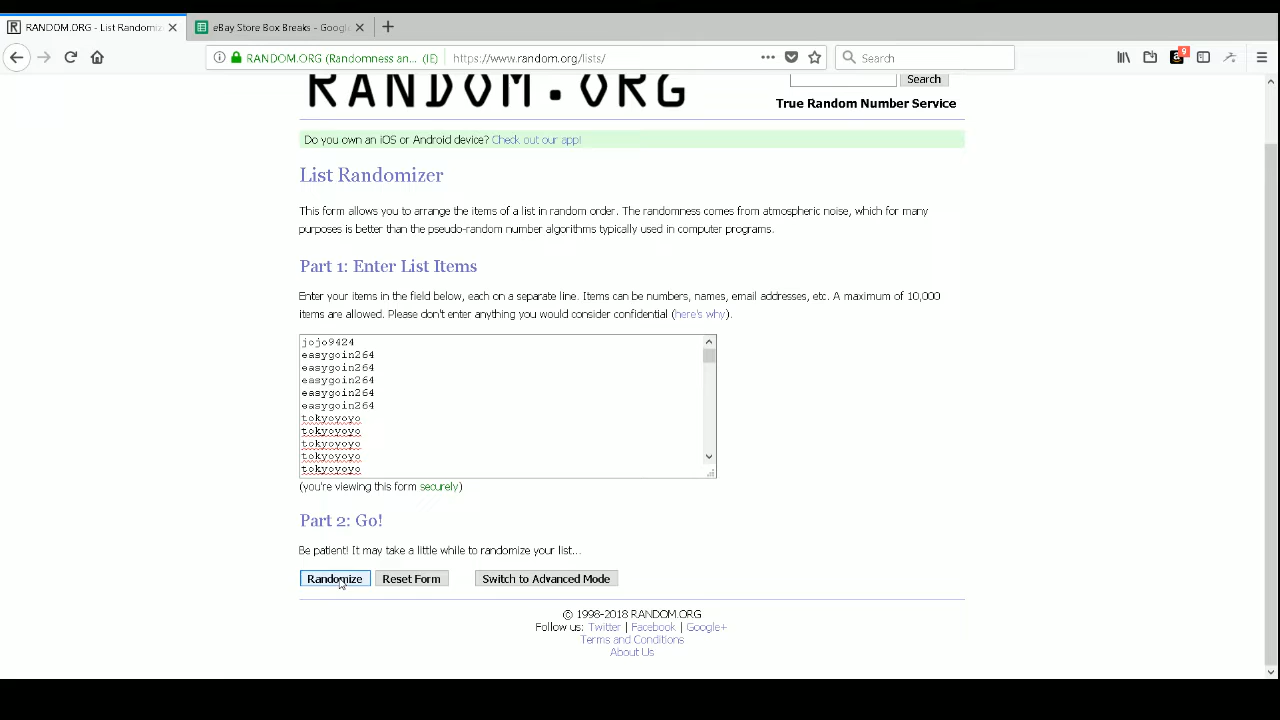 RANDOM.ORG - List Randomiz
eBay Store Box Breaks - Googl
RANDOM.ORG (Randomness an... (IE)
https://www.random.org/lists/
Search
9
RANDOM.ORG
Search
True Random Number Service
Do you own an iOS or Android device? Check out our app!
List Randomizer
This form allows you to arrange the items of a list in random order. The randomness comes from atmospheric noise, which for many
purposes is better than the pseudo-random number algorithms typically used in computer programs.
Part 1: Enter List Items
Enter your items in the field below, each on a separate line. Items can be numbers, names, email addresses, etc. A maximum of 10,000
items are allowed. Please don't enter anything you would consider confidential (here's why).
jojo9424
easygoin264
easygoin264
easygoin264
easygoin264
easygoin264
tokyoyoyo
tokyoyoyo
tokyoyoyo
tokyoyoyo
tokyoyoyo
(you're viewing this form securely)
Part 2: Go!
Be patient! It may take a little while to randomize your list...
Randomize
Reset Form
Switch to Advanced Mode
© 1998-2018 RANDOM.ORG
Follow us: Twitter | Facebook | Google+
Terms and Conditions
About Us